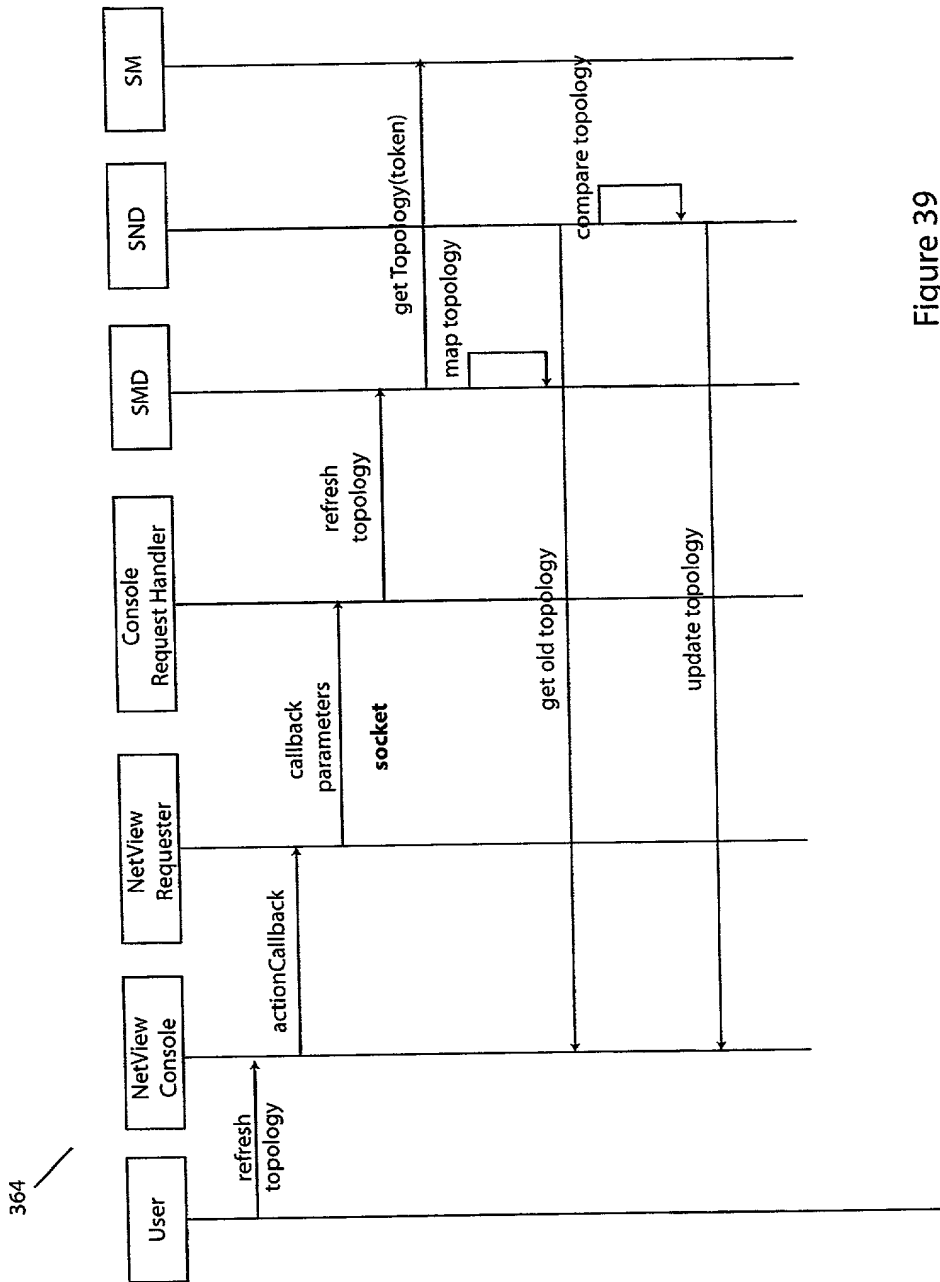 364
User
NetView
Console
NetView
Requester
Console
Request Handler
SMD
SND
SM
refresh
topology
actionCallback
callback
parameters
socket
refresh
topology
get Topology(token)
map topology
get old topology
compare topology
update topology
Figure 39